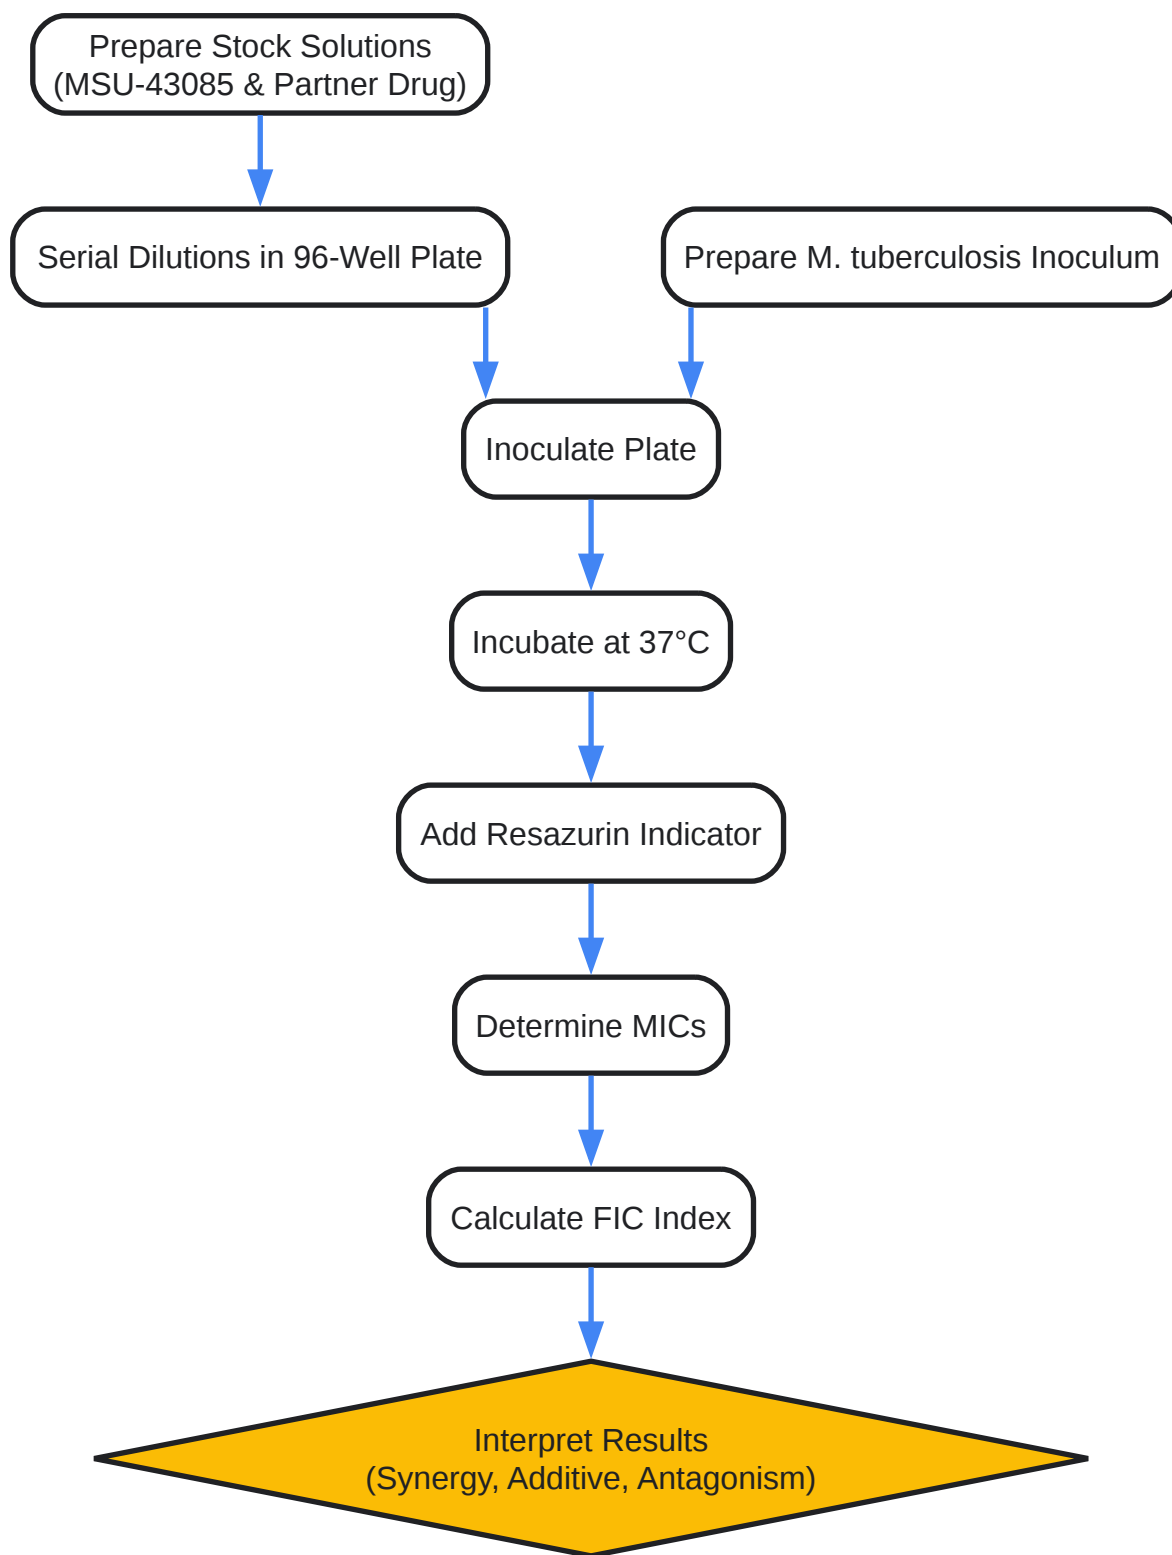 Prepare Stock Solutions
(MSU-43085 & Partner Drug)
Serial Dilutions in 96-Well Plate
Prepare M. tuberculosis Inoculum
Inoculate Plate
Incubate at 37°C
Add Resazurin Indicator
Determine MICs
Calculate FIC Index
Interpret Results
(Synergy, Additive, Antagonism)